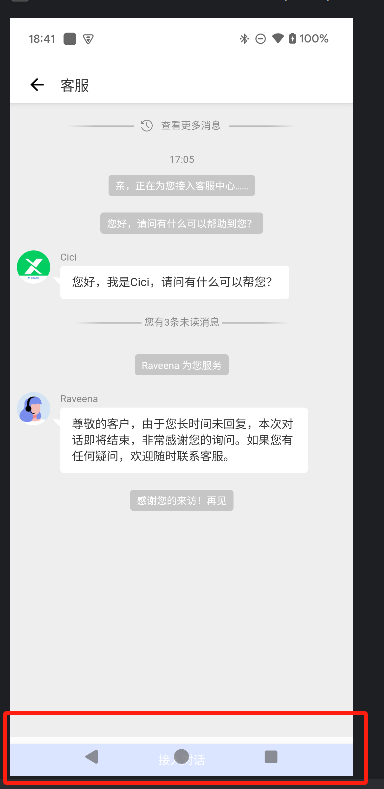 18:41
100%
客服
查看更多消息
17:05
亲，正在为您接入客服中心......
您好，请问有什么可以帮助到您?
Cici
您好，我是Cici，请问有什么可以帮您?
您有3条未读消息
Raveena 为您服务
Raveena
尊敬的客户，由于您长时间未回复，本次对
话即将结束，非常感谢您的询问。如果您有
任何疑问，欢迎随时联系客服。
感谢您的来访！再见
接 对话